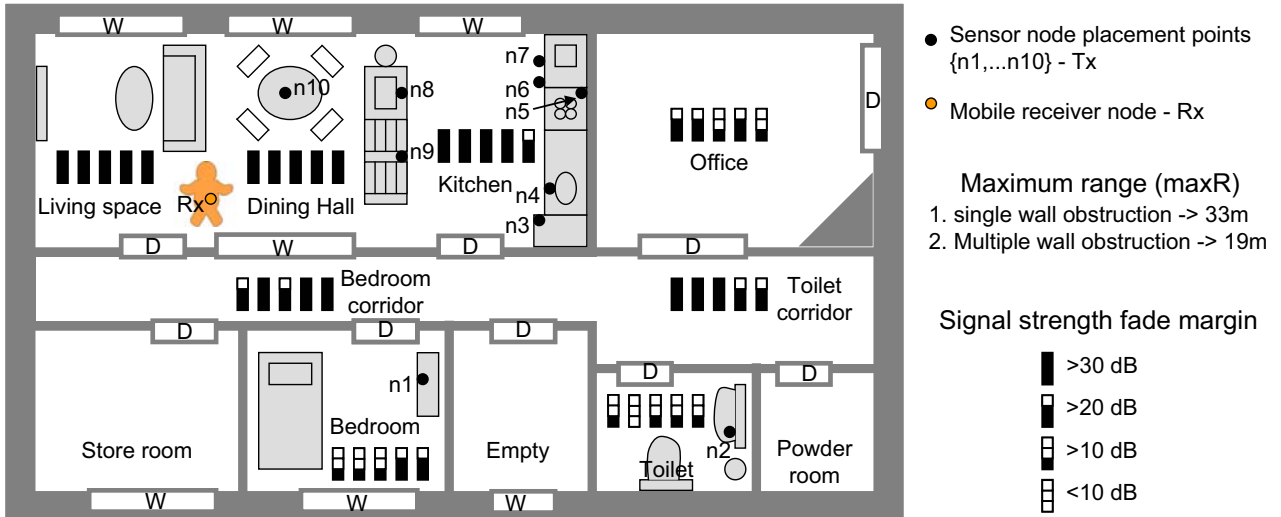 W
W
W
n10
n8
n7
n6
n5
D
n9
Kitchen
n4
n3
Office
Living space
Rx
Dining Hall
D
W
D
D
Bedroom
corridor
Toilet
corridor
D
D
D
D
D
n1
Bedroom
Store room
Empty
n2
Toilet
Powder
room
W
W
W
Sensor node placement points
{n1,...n10} - Tx
Mobile receiver node - Rx
Maximum range (maxR)
1. single wall obstruction -> 33m
2. Multiple wall obstruction -> 19m
Signal strength fade margin
>30 dB
>20 dB
>10 dB
<10 dB